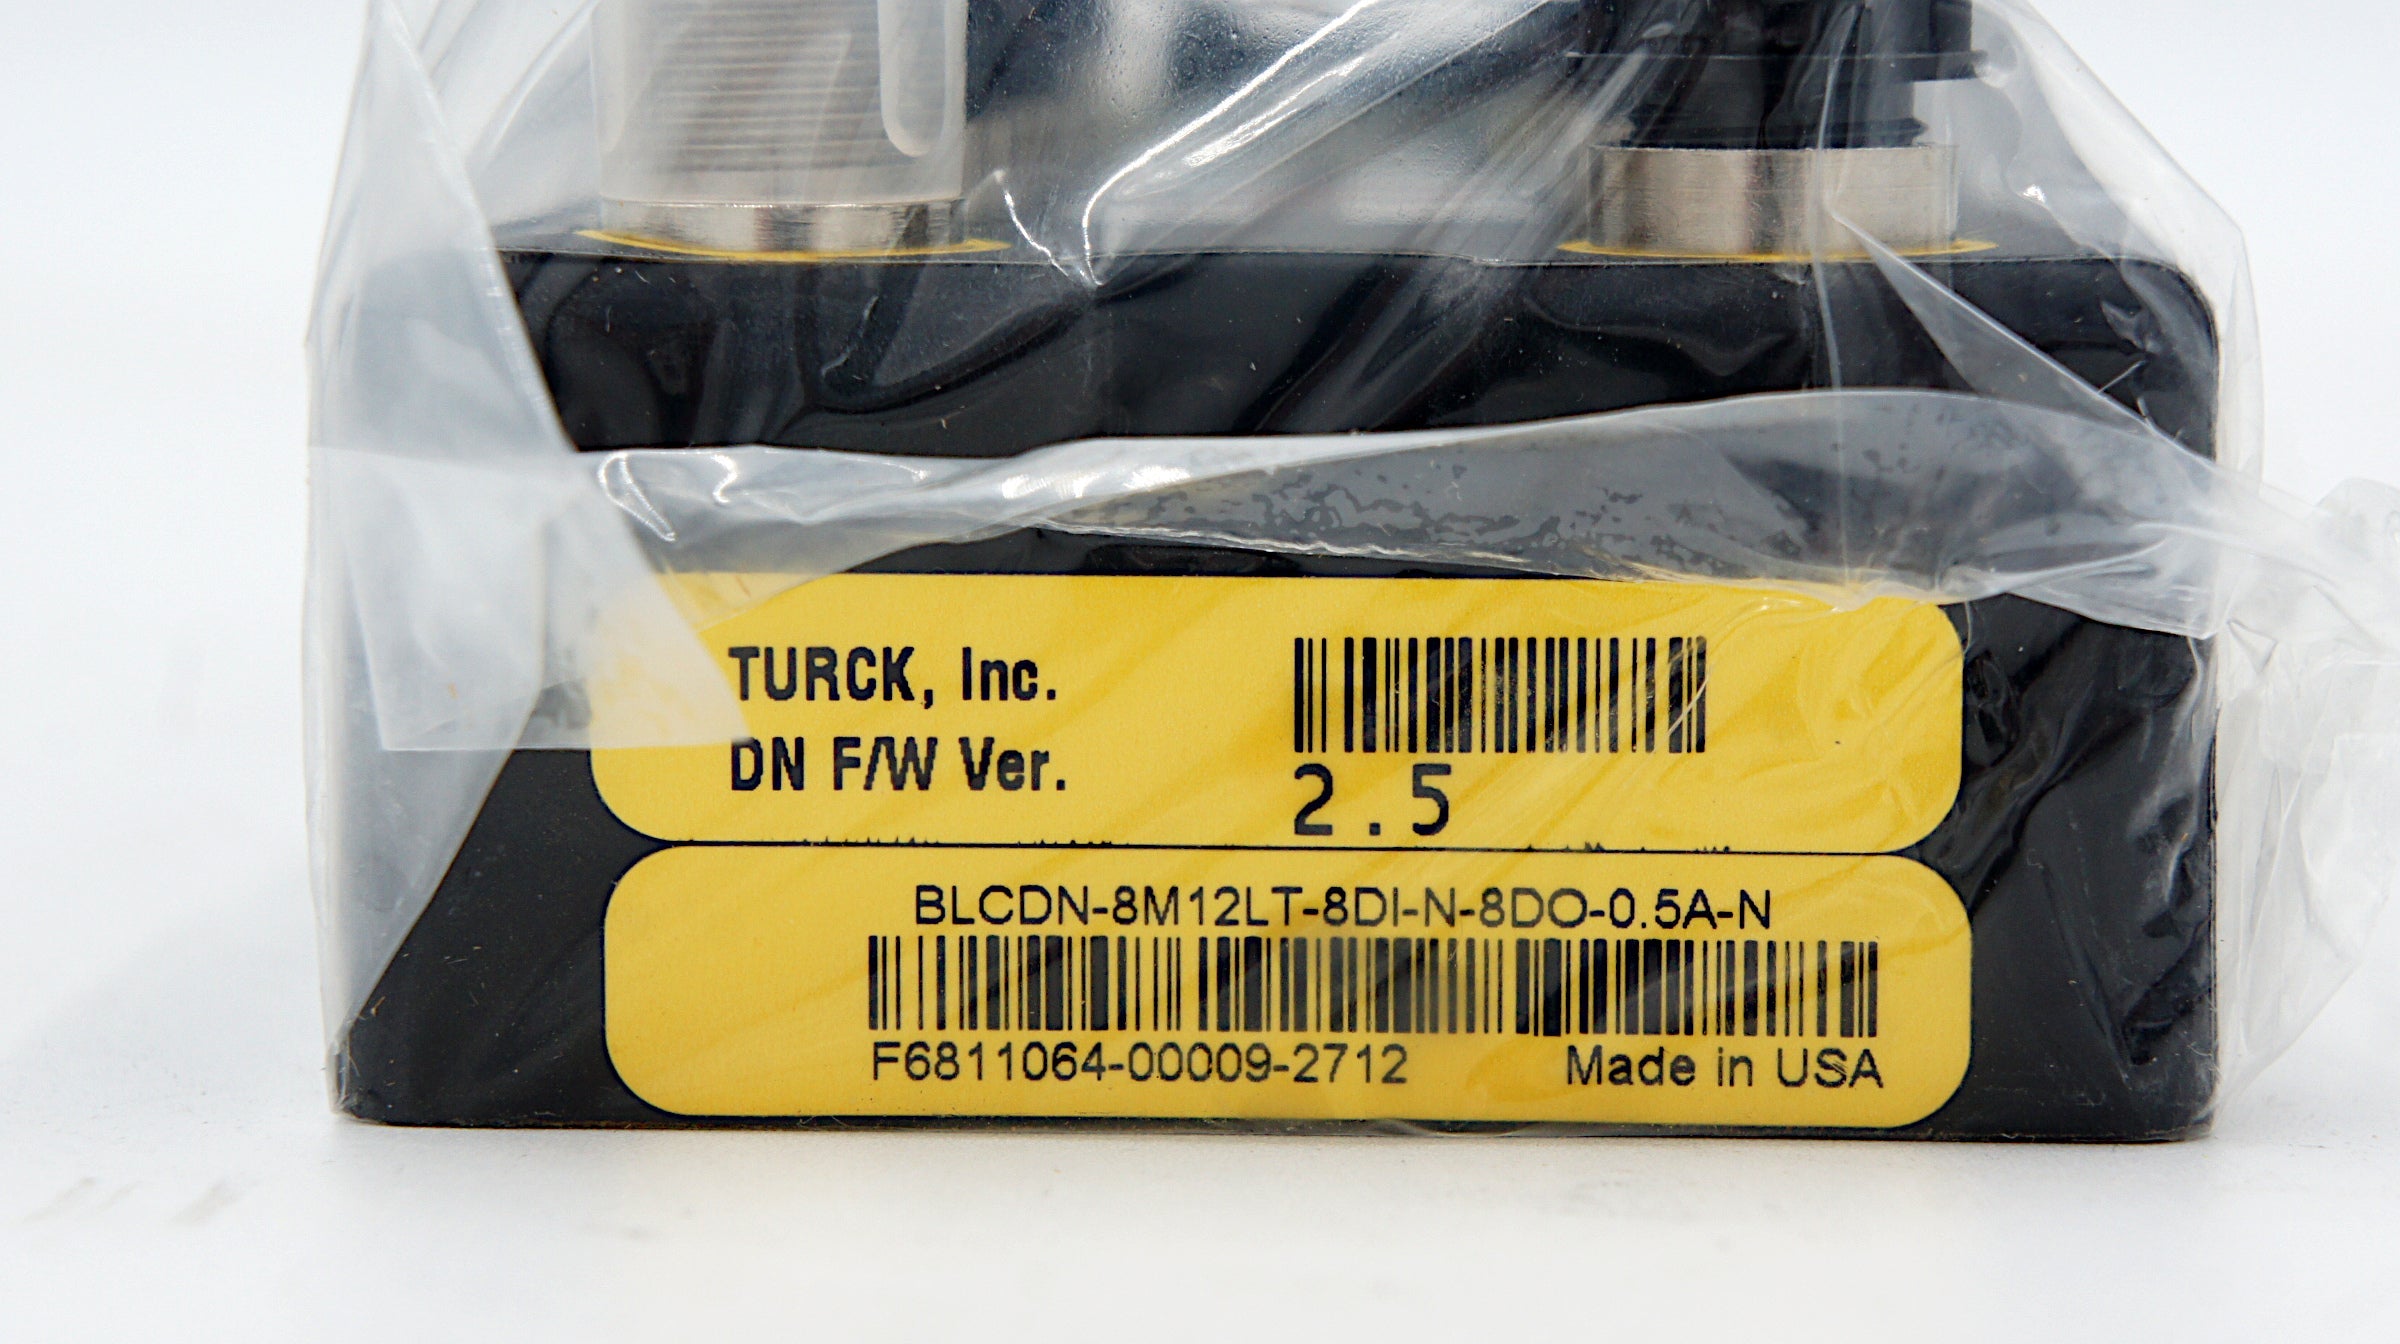 TURCK, Inc.
DN F/W Ver.
2.5
BLCDN-8M12LT-8DI-N-8DO-0.5A-N
F6811064-00009-2712 Made in USA